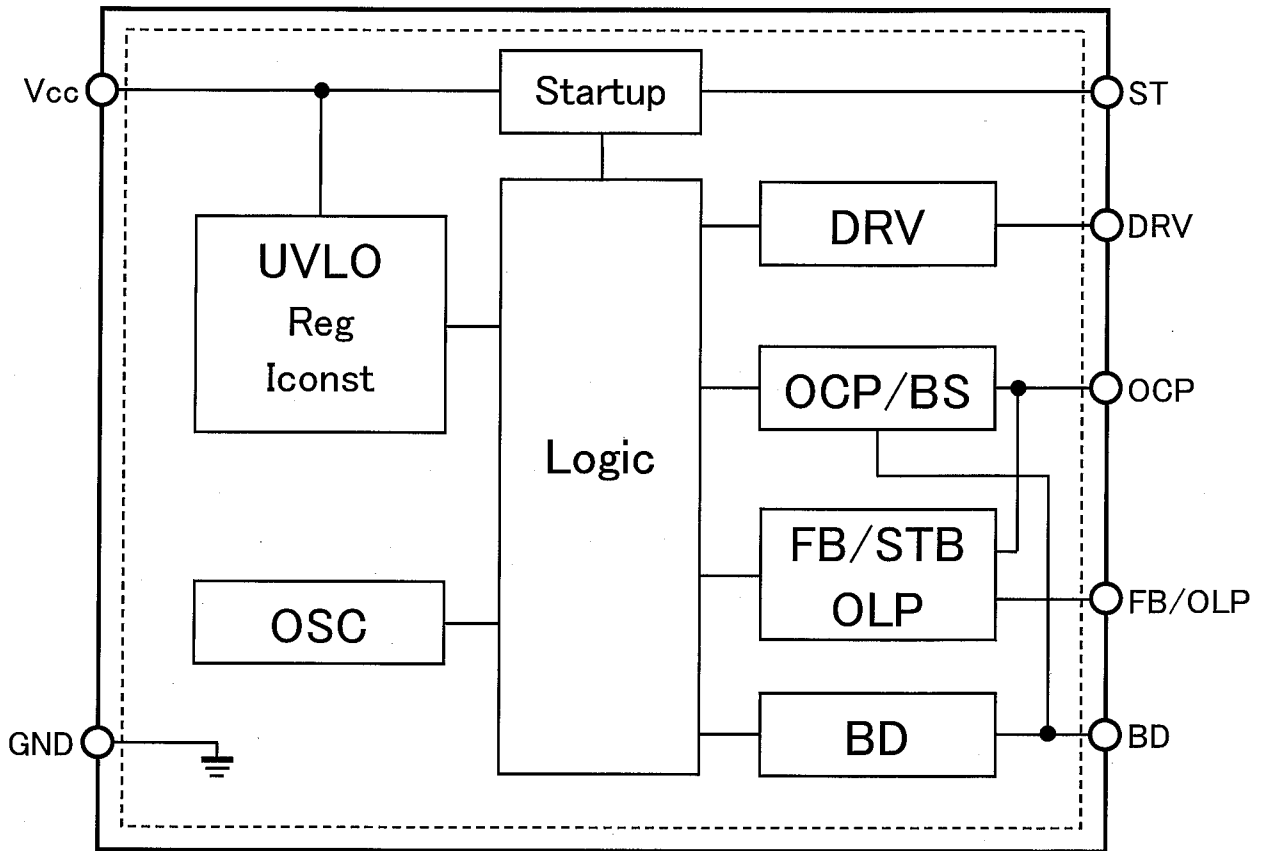 Vcc
Startup
ST
DRV
DRV
UVLO
Reg
Iconst
OCP/BS
OCP
Logic
FB/STB
OLP
FB/OLP
OSC
GND
BD
BD